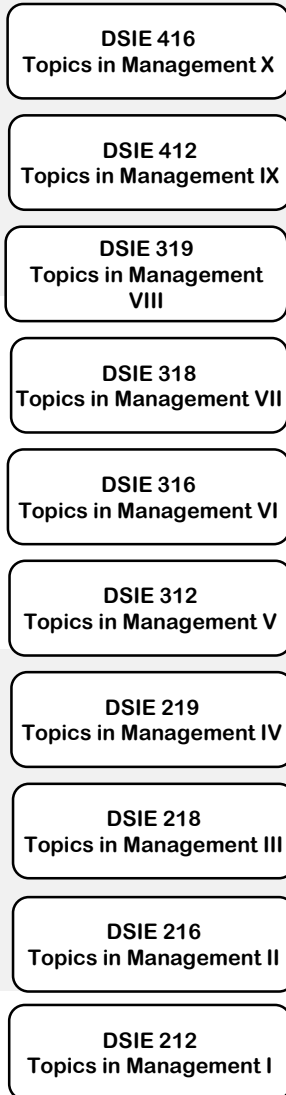 DSIE 416
Topics in Management X
DSIE 412
Topics in Management IX
DSIE 319
Topics in Management
VIII
DSIE 318
Topics in Management VII
DSIE 316
Topics in Management VI
DSIE 312
Topics in Management V
DSIE 219
Topics in Management IV
DSIE 218
Topics in Management III
DSIE 216
Topics in Management II
DSIE 212
Topics in Management I